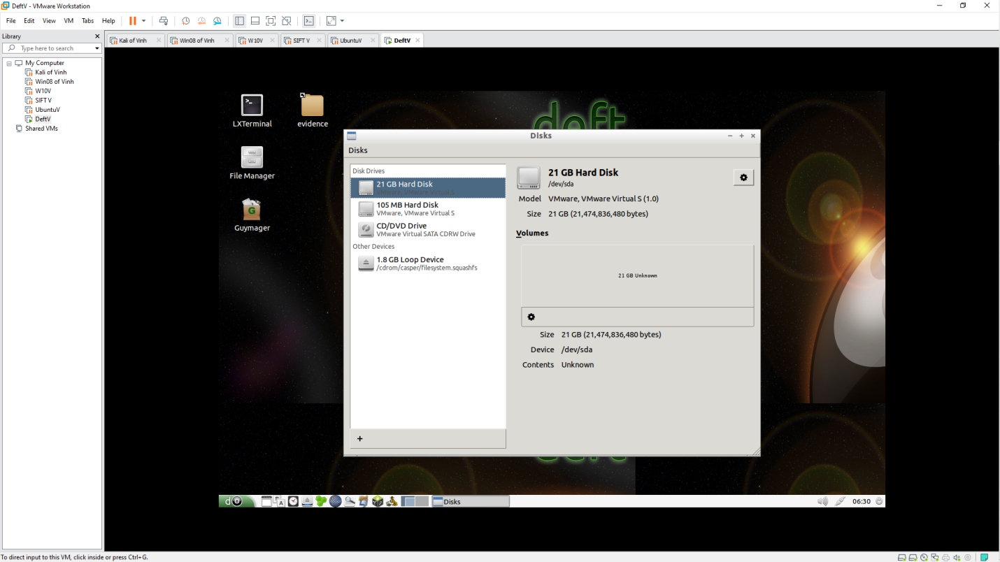 DeftV - VMware Workstation
File Edit View VM Tabs Help
Library
Type here to search
My Computer
Kali of Vinh
Win08 of Vinh
W10V
SIFT V
UbuntuV
DeftV
Shared VMs
Kali of Vinh Win08 of Vinh W10V SIFT V UbuntuV DeftV
LXTerminal
evidence
File Manager
Guymager
deft
Disks
Disks
Disk Drives
21 GB Hard Disk
VMware, VMware Virtual S
105 MB Hard Disk
VMware, VMware Virtual S
CD/DVD Drive
VMware Virtual SATA CDRW Drive
Other Devices
1.8 GB Loop Device
/cdrom/casper/filesystem.squashfs
21 GB Hard Disk
/dev/sda
Model VMware, VMware Virtual S (1.0)
Size 21 GB (21,474,836,480 bytes)
Volumes
21 GB Unknown
Size 21 GB (21,474,836,480 bytes)
Device /dev/sda
Contents Unknown
Disks
06:30
To direct input to this VM, click inside or press Ctrl+G.